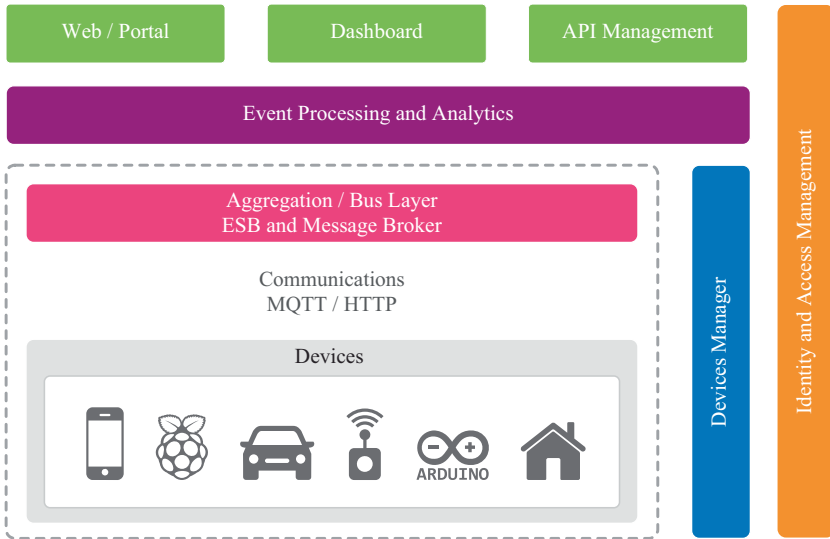 Web / Portal
Dashboard
API Management
Event Processing and Analytics
Aggregation / Bus Layer
ESB and Message Broker
Communications
MQTT / HTTP
Devices
ARDUINO
Devices Manager
Identity and Access Management